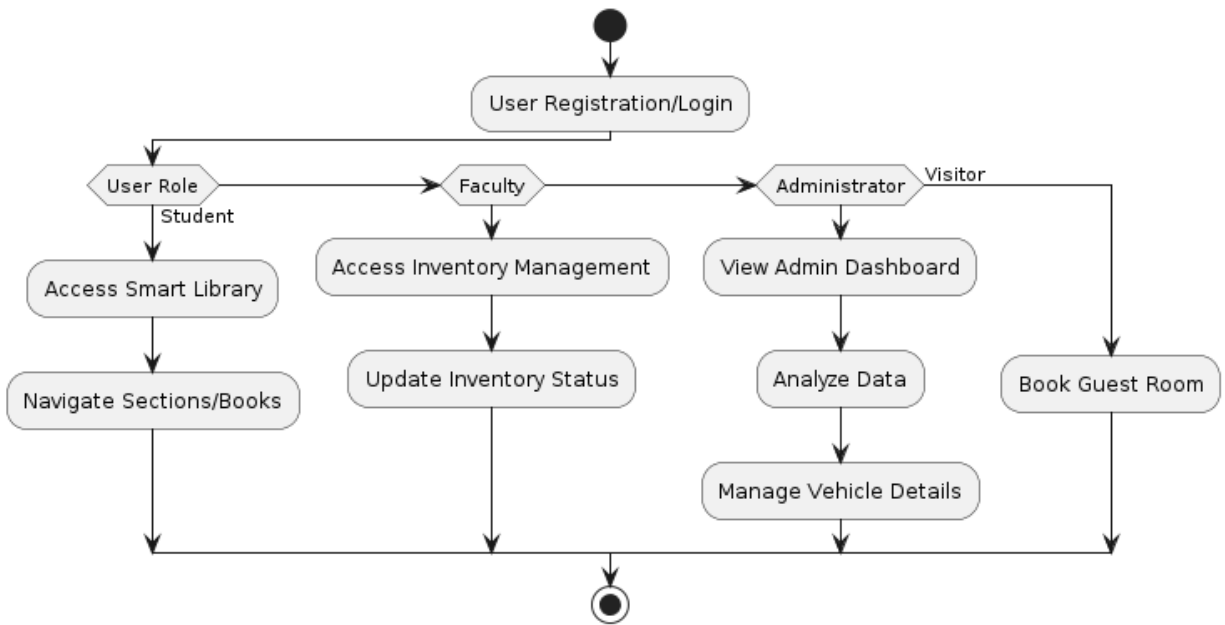 User Registration/Login
User Role
Faculty
Administrator
Visitor
Student
Access Smart Library
Access Inventory Management
View Admin Dashboard
Navigate Sections/Books
Update Inventory Status
Analyze Data
Book Guest Room
Manage Vehicle Details